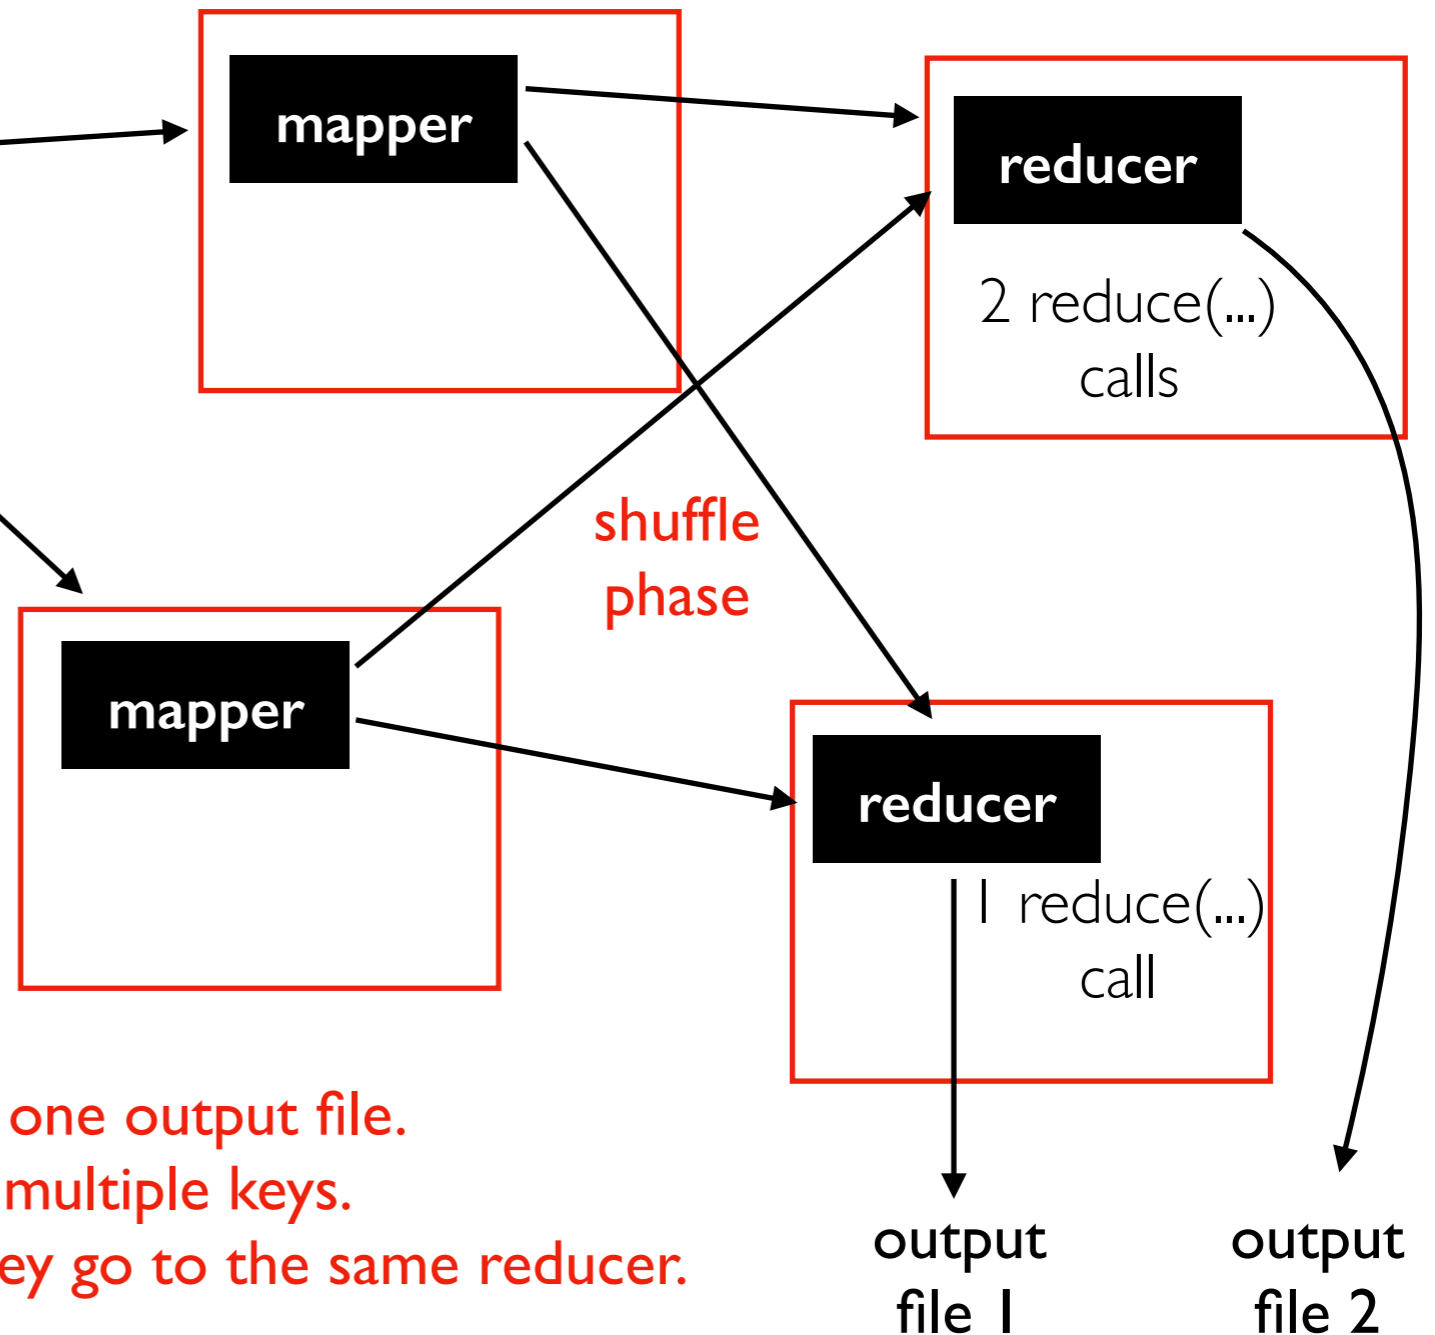 mapper
reducer
2 reduce(...)
calls
shuffle
phase
mapper
reducer
1 reduce(...)
call
one output file.
multiple keys.
ey go to the same reducer.
output
file 1
output
file 2